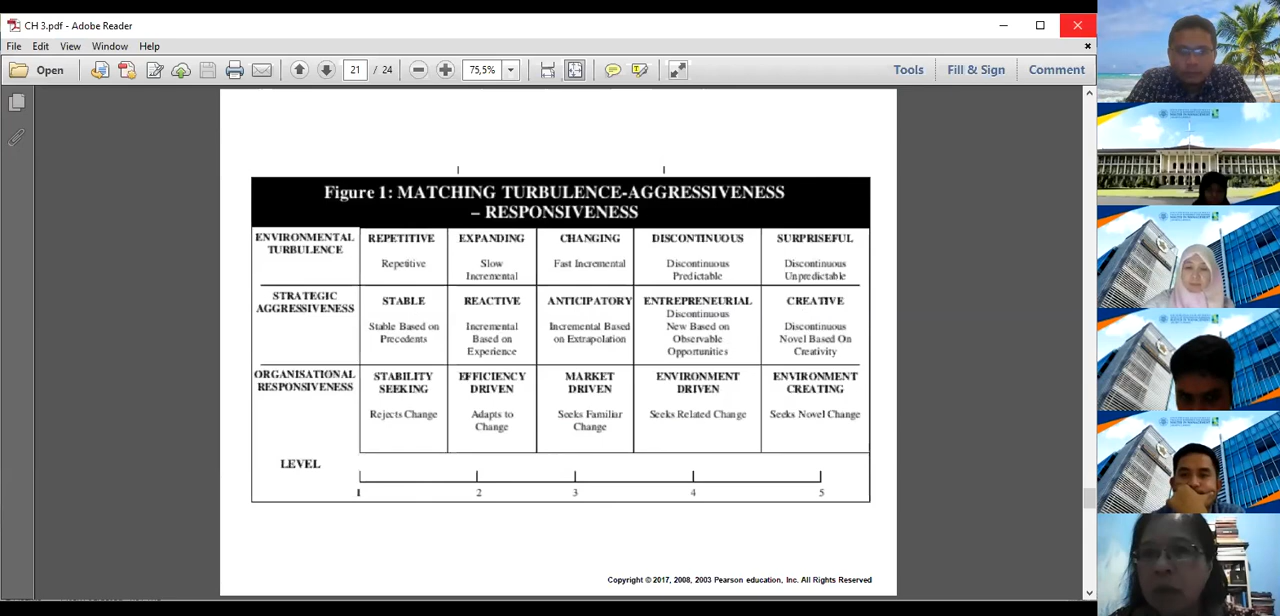 CH 3.pdf - Adobe Reader
File Edit View Window Help
Open 21 / 24 75,5% Tools Fill & Sign Comment
Figure 1: MATCHING TURBULENCE-AGGRESSIVENESS
– RESPONSIVENESS
ENVIRONMENTAL
TURBULENCE
REPETITIVE
Repetitive
EXPANDING
Slow
Incremental
CHANGING
Fast Incremental
DISCONTINUOUS
Discontinuous
Predictable
SURPRISEFUL
Discontinuous
Unpredictable
STRATEGIC
AGGRESSIVENESS
STABLE
Stable Based on
Precedents
REACTIVE
Incremental
Based on
Experience
ANTICIPATORY
Incremental Based
on Extrapolation
ENTREPRENEURIAL
Discontinuous
New Based on
Observable
Opportunities
CREATIVE
Discontinuous
Novel Based On
Creativity
ORGANISATIONAL
RESPONSIVENESS
STABILITY
SEEKING
Rejects Change
EFFICIENCY
DRIVEN
Adapts to
Change
MARKET
DRIVEN
Seeks Familiar
Change
ENVIRONMENT
DRIVEN
Seeks Related Change
ENVIRONMENT
CREATING
Seeks Novel Change
LEVEL
1 2 3 4 5
Copyright © 2017, 2008, 2003 Pearson education, Inc. All Rights Reserved